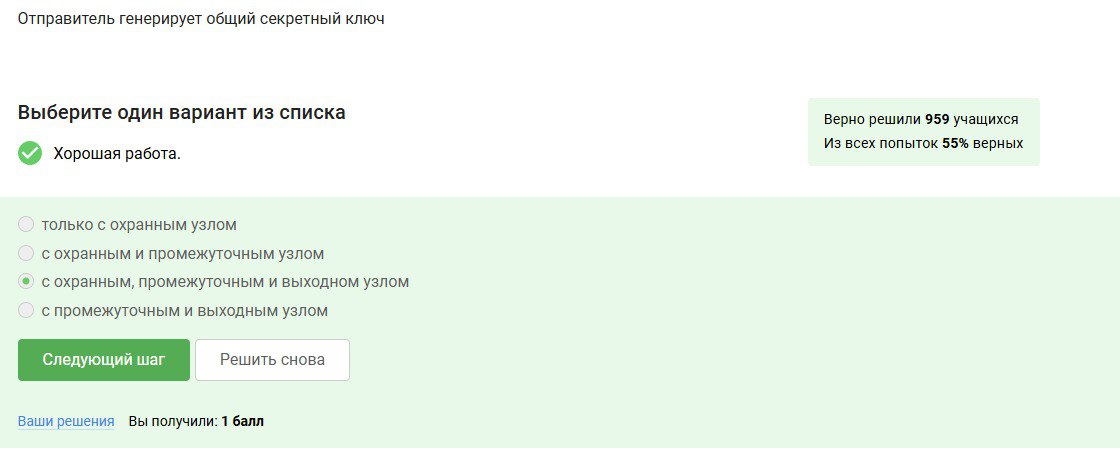 Отправитель генерирует общий секретный ключ
Выберите один вариант из списка
Верно решили 959 учащихся
Из всех попыток 55% верных
Хорошая работа.
только с охранным узлом
с охранным и промежуточным узлом
с охранным, промежуточным и выходном узлом
с промежуточным и выходным узлом
Следующий шаг
Решить снова
Ваши решения Вы получили: 1 балл